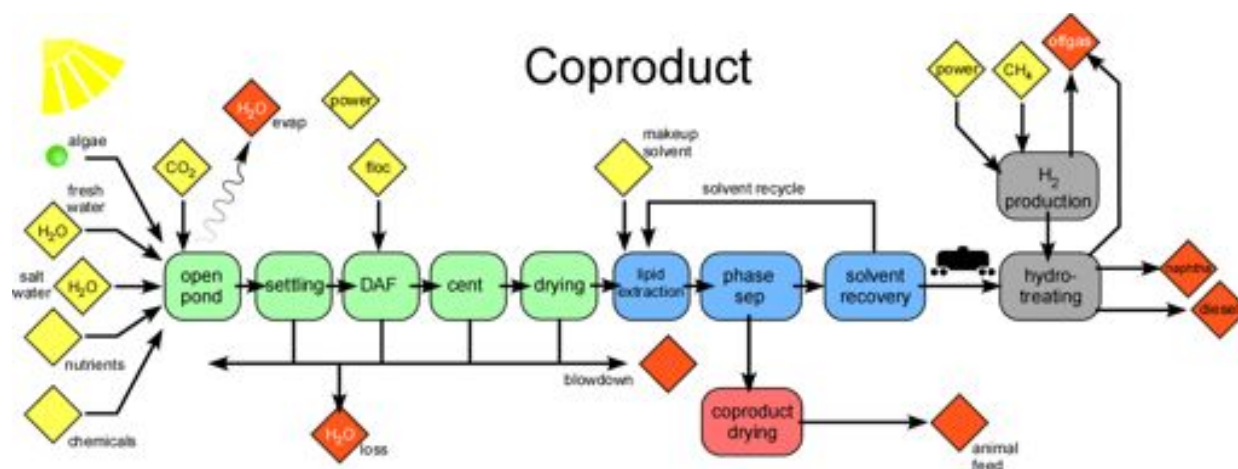 Coproduct
algae
fresh
water
H₂O
salt
water
H₂O
nutrients
chemicals
CO₂
H₂O
evap
power
floc
makeup
solvent
solvent recycle
power
CH₄
offgas
H₂
production
open
pond
settling
DAF
cent
drying
lipid
extraction
phase
sep
solvent
recovery
hydro-
treating
naphtha
diesel
blowdown
H₂O
loss
coproduct
drying
animal
feed